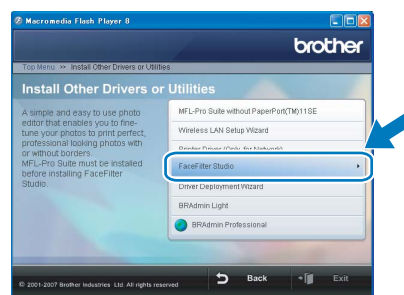 Macromedia Flash Player 8
brother
Top Menu >> Install Other Drivers or Utilities
Install Other Drivers or Utilities
A simple and easy to use photo
editor that enables you to fine-
tune your photos to print perfect,
professional looking photos with
or without borders.
MFL-Pro Suite must be installed
before installing FaceFilter
Studio.
MFL-Pro Suite without PaperPort(TM)11SE
Wireless LAN Setup Wizard
Printer Driver (Only for Network)
FaceFilter Studio
Driver Deployment Wizard
BRAdmin Light
BRAdmin Professional
© 2001-2007 Brother Industries Ltd. All rights reserved
Back
Exit